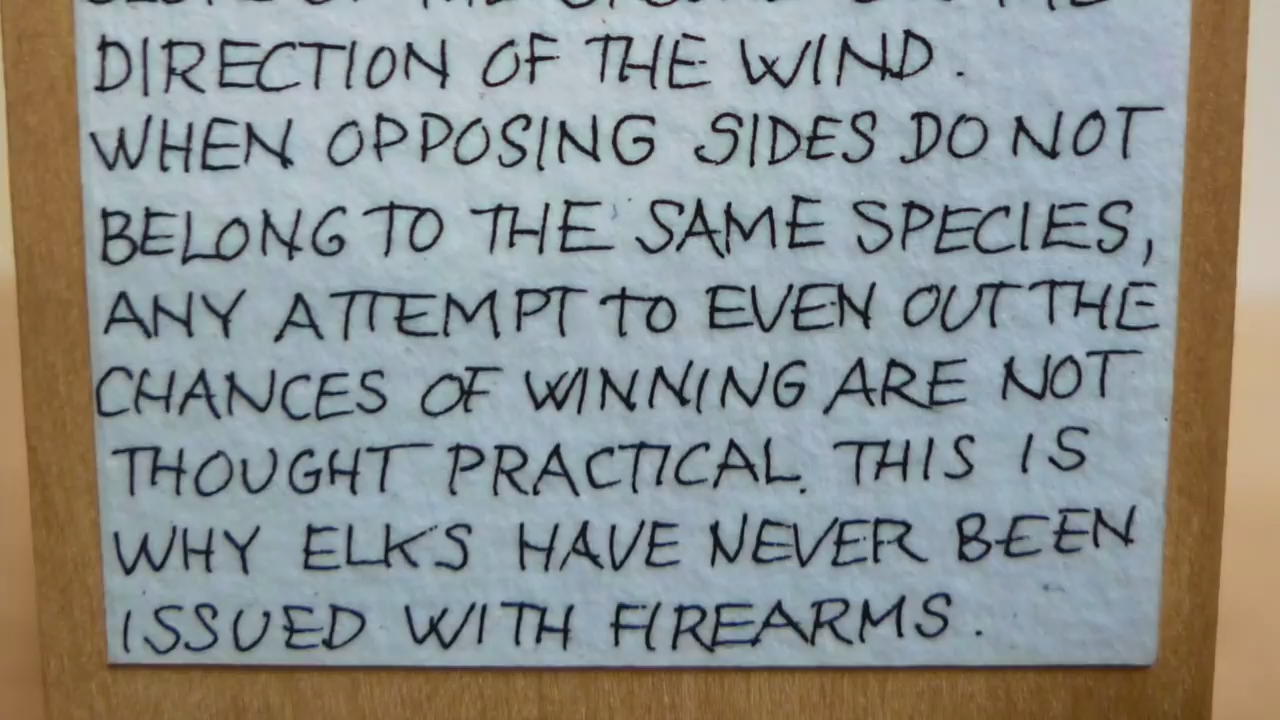 DIRECTION OF THE WIND.
WHEN OPPOSING SIDES DO NOT
BELONG TO THE SAME SPECIES,
ANY ATTEMPT TO EVEN OUT THE
CHANCES OF WINNING ARE NOT
THOUGHT PRACTICAL. THIS IS
WHY ELKS HAVE NEVER BEEN
ISSUED WITH FIREARMS.